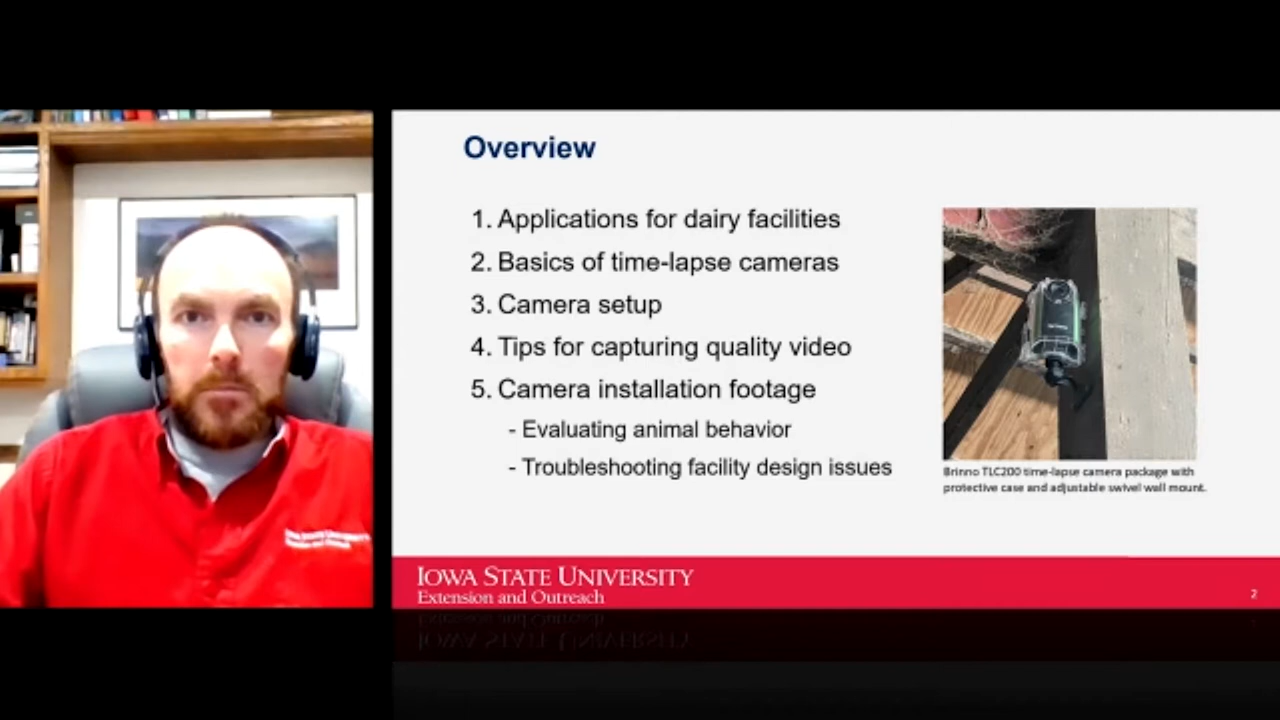 Overview
1. Applications for dairy facilities
2. Basics of time-lapse cameras
3. Camera setup
4. Tips for capturing quality video
5. Camera installation footage
- Evaluating animal behavior
- Troubleshooting facility design issues
Brinno TLC200 time-lapse camera package with
protective case and adjustable swivel wall mount.
IOWA STATE UNIVERSITY
Extension and Outreach
2